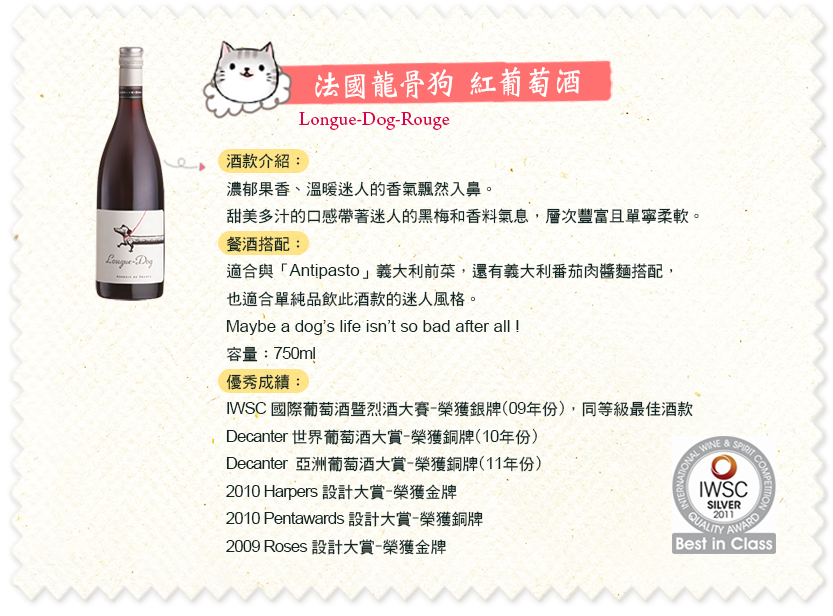 法國龍骨狗 紅葡萄酒
Longue-Dog-Rouge
酒款介紹：
濃郁果香、溫暖迷人的香氣飄然入鼻。
甜美多汁的口感帶著迷人的黑梅和香料氣息，層次豐富且單寧柔軟。
餐酒搭配：
適合與「Antipasto」義大利前菜，還有義大利番茄肉醬麵搭配，
也適合單純品飲此酒款的迷人風格。
Maybe a dog’s life isn’t so bad after all !
容量：750ml
優秀成績：
IWSC 國際葡萄酒暨烈酒大賽-榮獲銀牌(09年份)，同等級最佳酒款
Decanter 世界葡萄酒大賞-榮獲銅牌(10年份)
Decanter 亞洲葡萄酒大賞-榮獲銅牌(11年份)
2010 Harpers 設計大賞-榮獲金牌
2010 Pentawards 設計大賞-榮獲銅牌
2009 Roses 設計大賞-榮獲金牌
Longue-Dog
INTERNATIONAL WINE & SPIRIT COMPETITION
IWSC
SILVER
2011
QUALITY AWARD
Best in Class